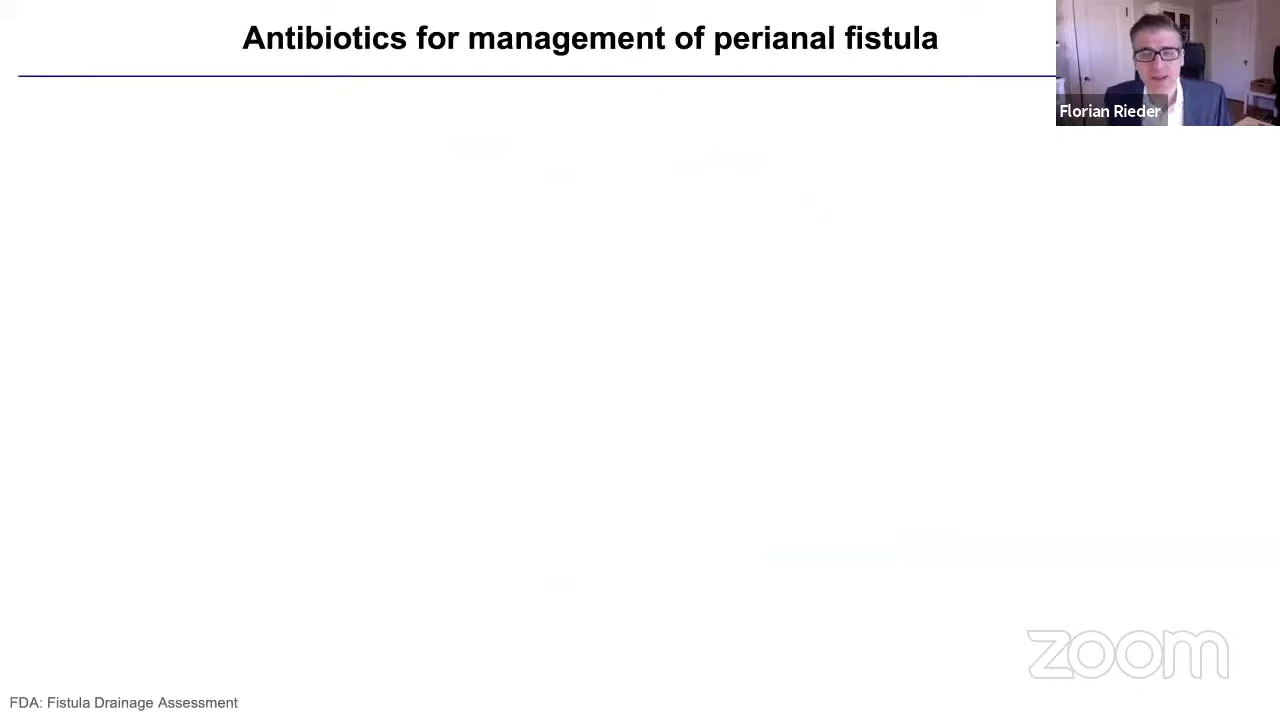 Antibiotics for management of perianal fistula
Florian Rieder
zoom
FDA: Fistula Drainage Assessment